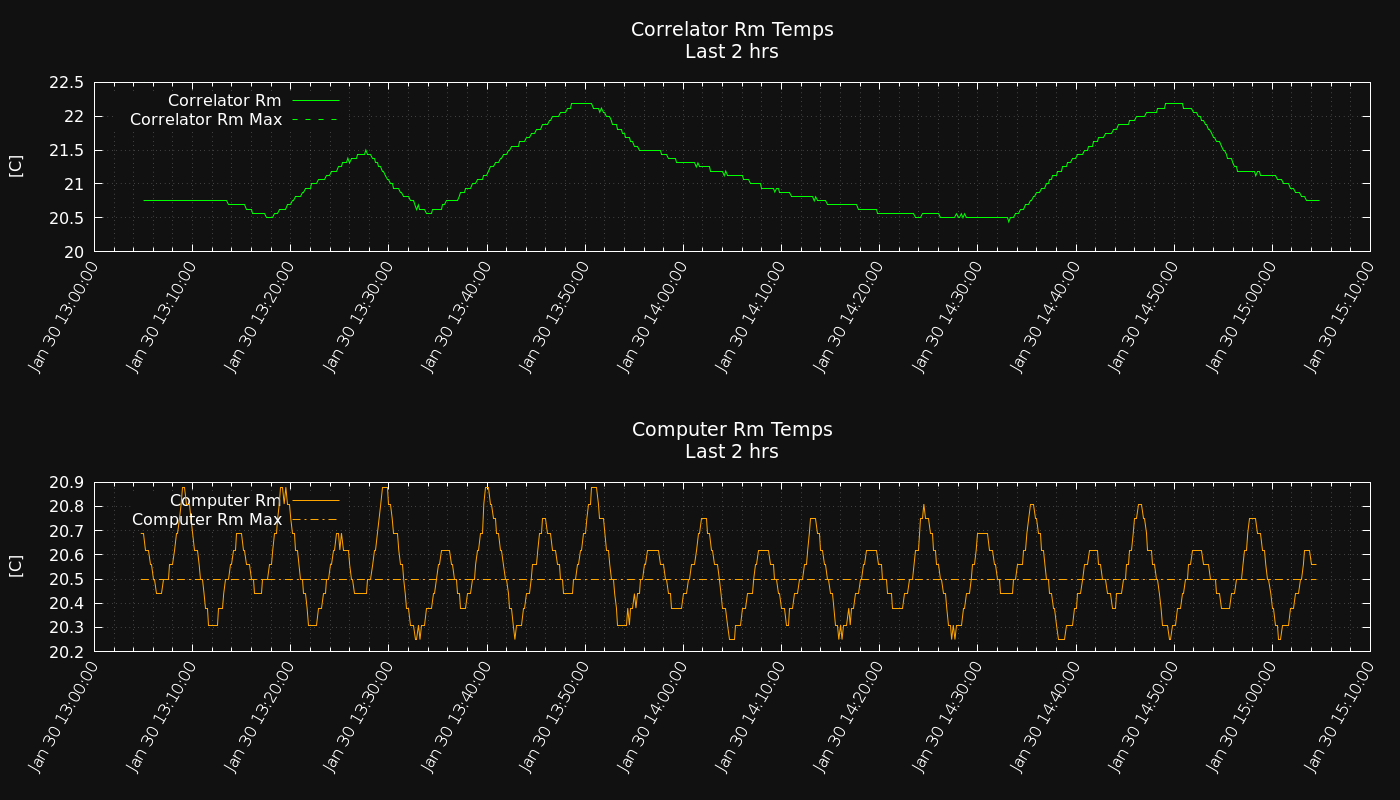 Correlator Rm Temps
Last 2 hrs
22.5
22
21.5
21
20.5
20
[C]
Correlator Rm
Correlator Rm Max
Jan 30 13:00:00
Jan 30 13:10:00
Jan 30 13:20:00
Jan 30 13:30:00
Jan 30 13:40:00
Jan 30 13:50:00
Jan 30 14:00:00
Jan 30 14:10:00
Jan 30 14:20:00
Jan 30 14:30:00
Jan 30 14:40:00
Jan 30 14:50:00
Jan 30 15:00:00
Jan 30 15:10:00
Computer Rm Temps
Last 2 hrs
20.9
20.8
20.7
20.6
20.5
20.4
20.3
20.2
[C]
Computer Rm
Computer Rm Max
Jan 30 13:00:00
Jan 30 13:10:00
Jan 30 13:20:00
Jan 30 13:30:00
Jan 30 13:40:00
Jan 30 13:50:00
Jan 30 14:00:00
Jan 30 14:10:00
Jan 30 14:20:00
Jan 30 14:30:00
Jan 30 14:40:00
Jan 30 14:50:00
Jan 30 15:00:00
Jan 30 15:10:00